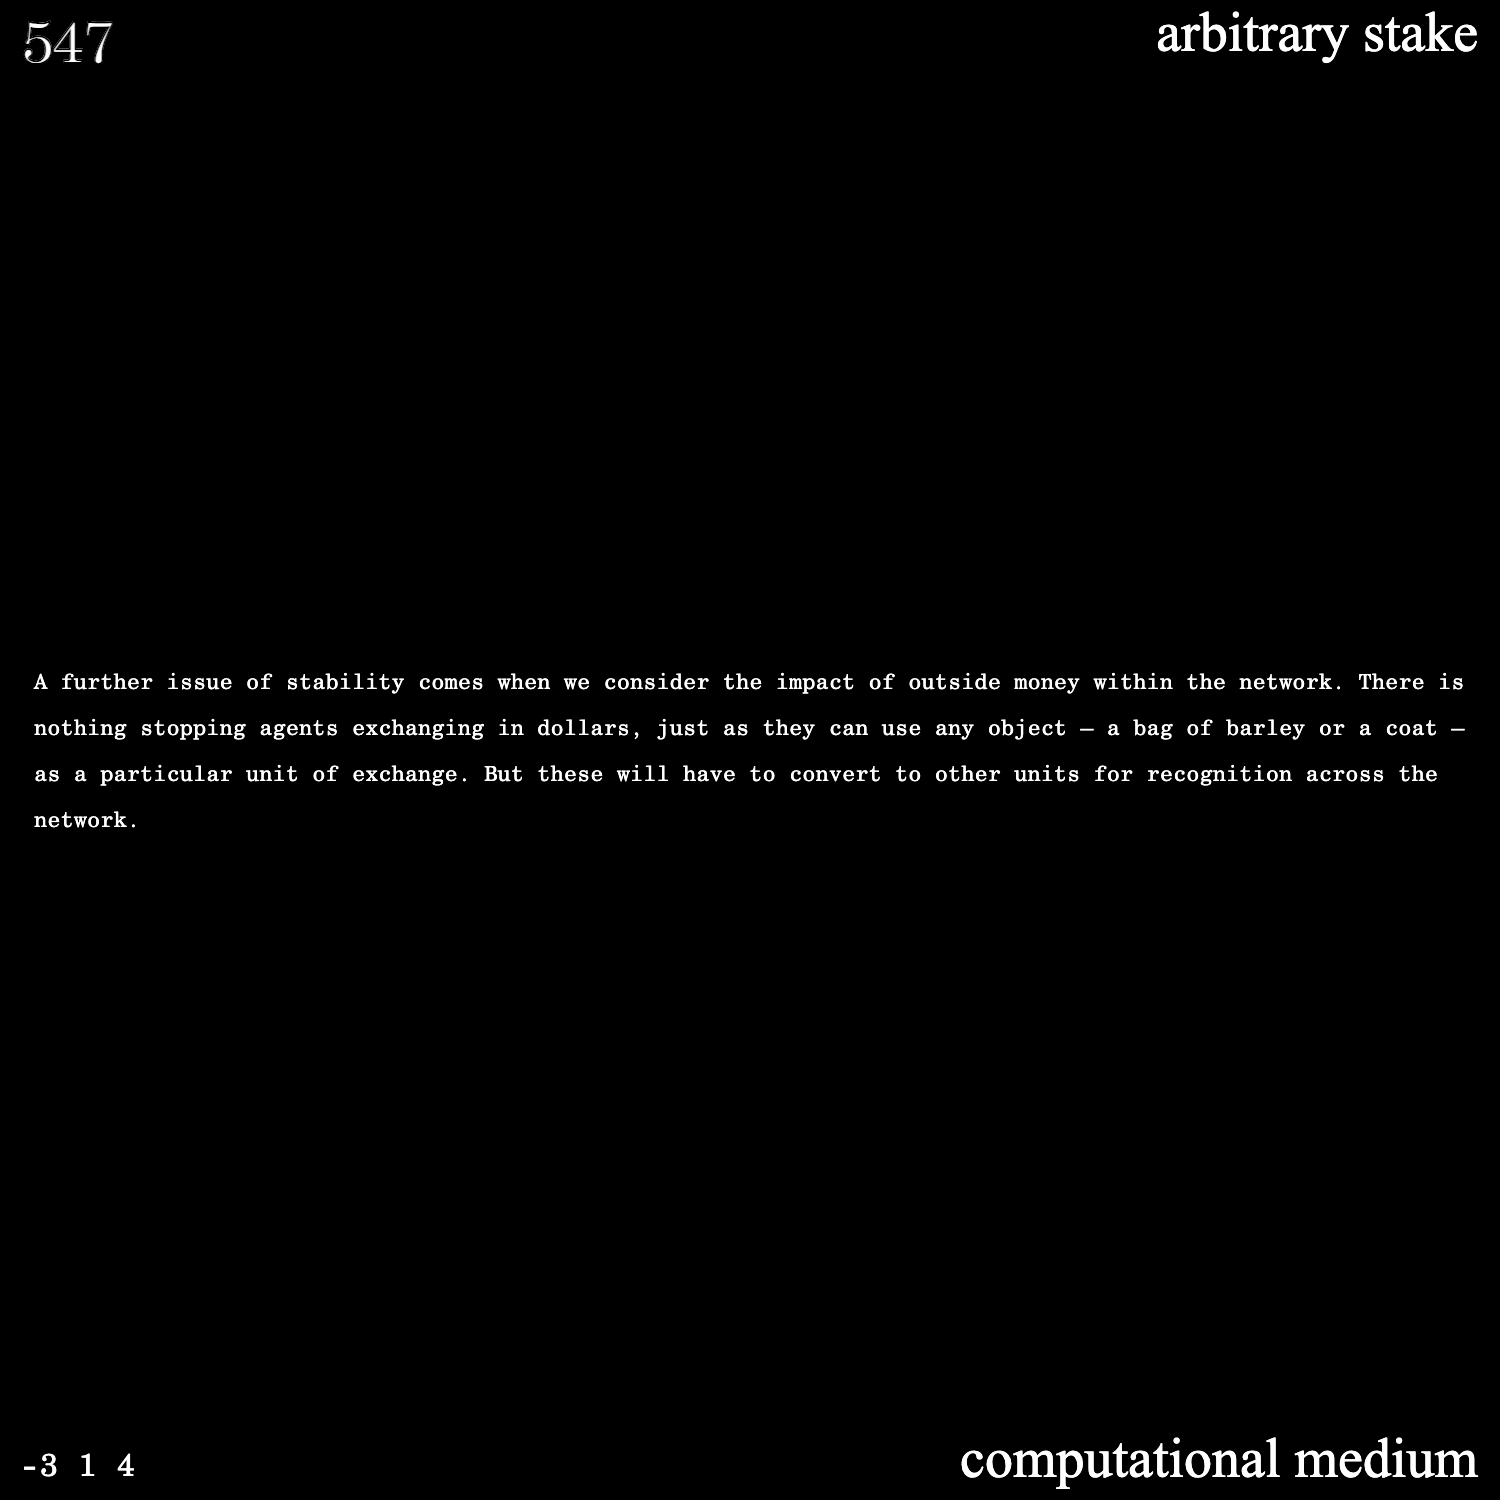 547
arbitrary stake
A further issue of stability comes when we consider the impact of outside money within the network. There is
nothing stopping agents exchanging in dollars, just as they can use any object – a bag of barley or a coat –
as a particular unit of exchange. But these will have to convert to other units for recognition across the
network.
-3 1 4
computational medium